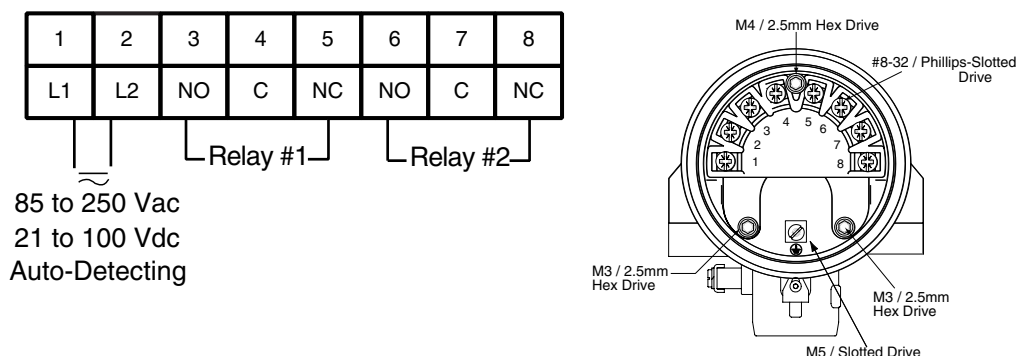 1 2 3 4 5 6 7 8
L1 L2 NO C NC NO C NC
Relay #1 Relay #2
85 to 250 Vac
21 to 100 Vdc
Auto-Detecting
M4 / 2.5mm Hex Drive
#8-32 / Phillips-Slotted
Drive
1 2 3 4 5 6 7 8
M3 / 2.5mm
Hex Drive
M3 / 2.5mm
Hex Drive
M5 / Slotted Drive